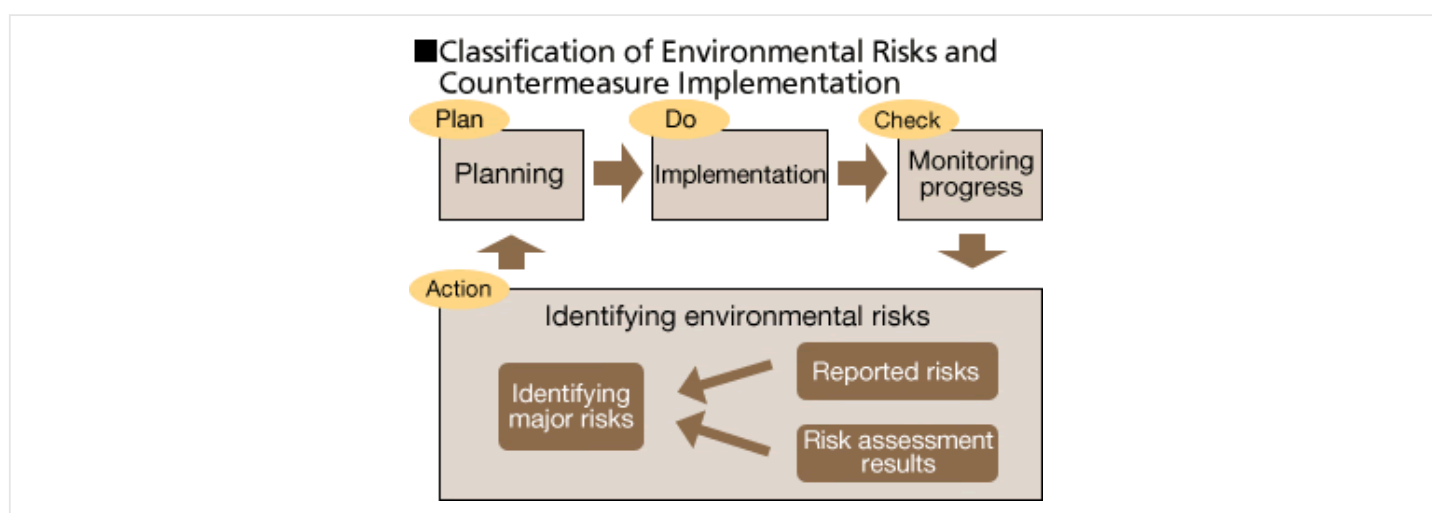 ■Classification of Environmental Risks and
Countermeasure Implementation
Plan
Planning
Do
Implementation
Check
Monitoring
progress
Action
Identifying environmental risks
Identifying
major risks
Reported risks
Risk assessment
results